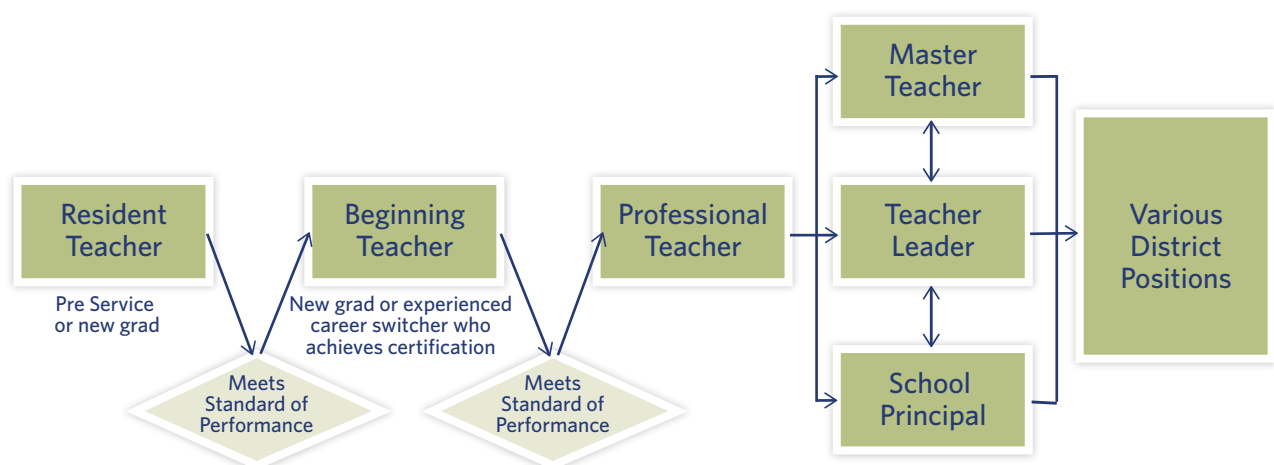 Master
Teacher
Resident
Teacher
Beginning
Teacher
Professional
Teacher
Teacher
Leader
Various
District
Positions
Pre Service
or new grad
New grad or experienced
career switcher who
achieves certification
Meets
Standard of
Performance
Meets
Standard of
Performance
School
Principal